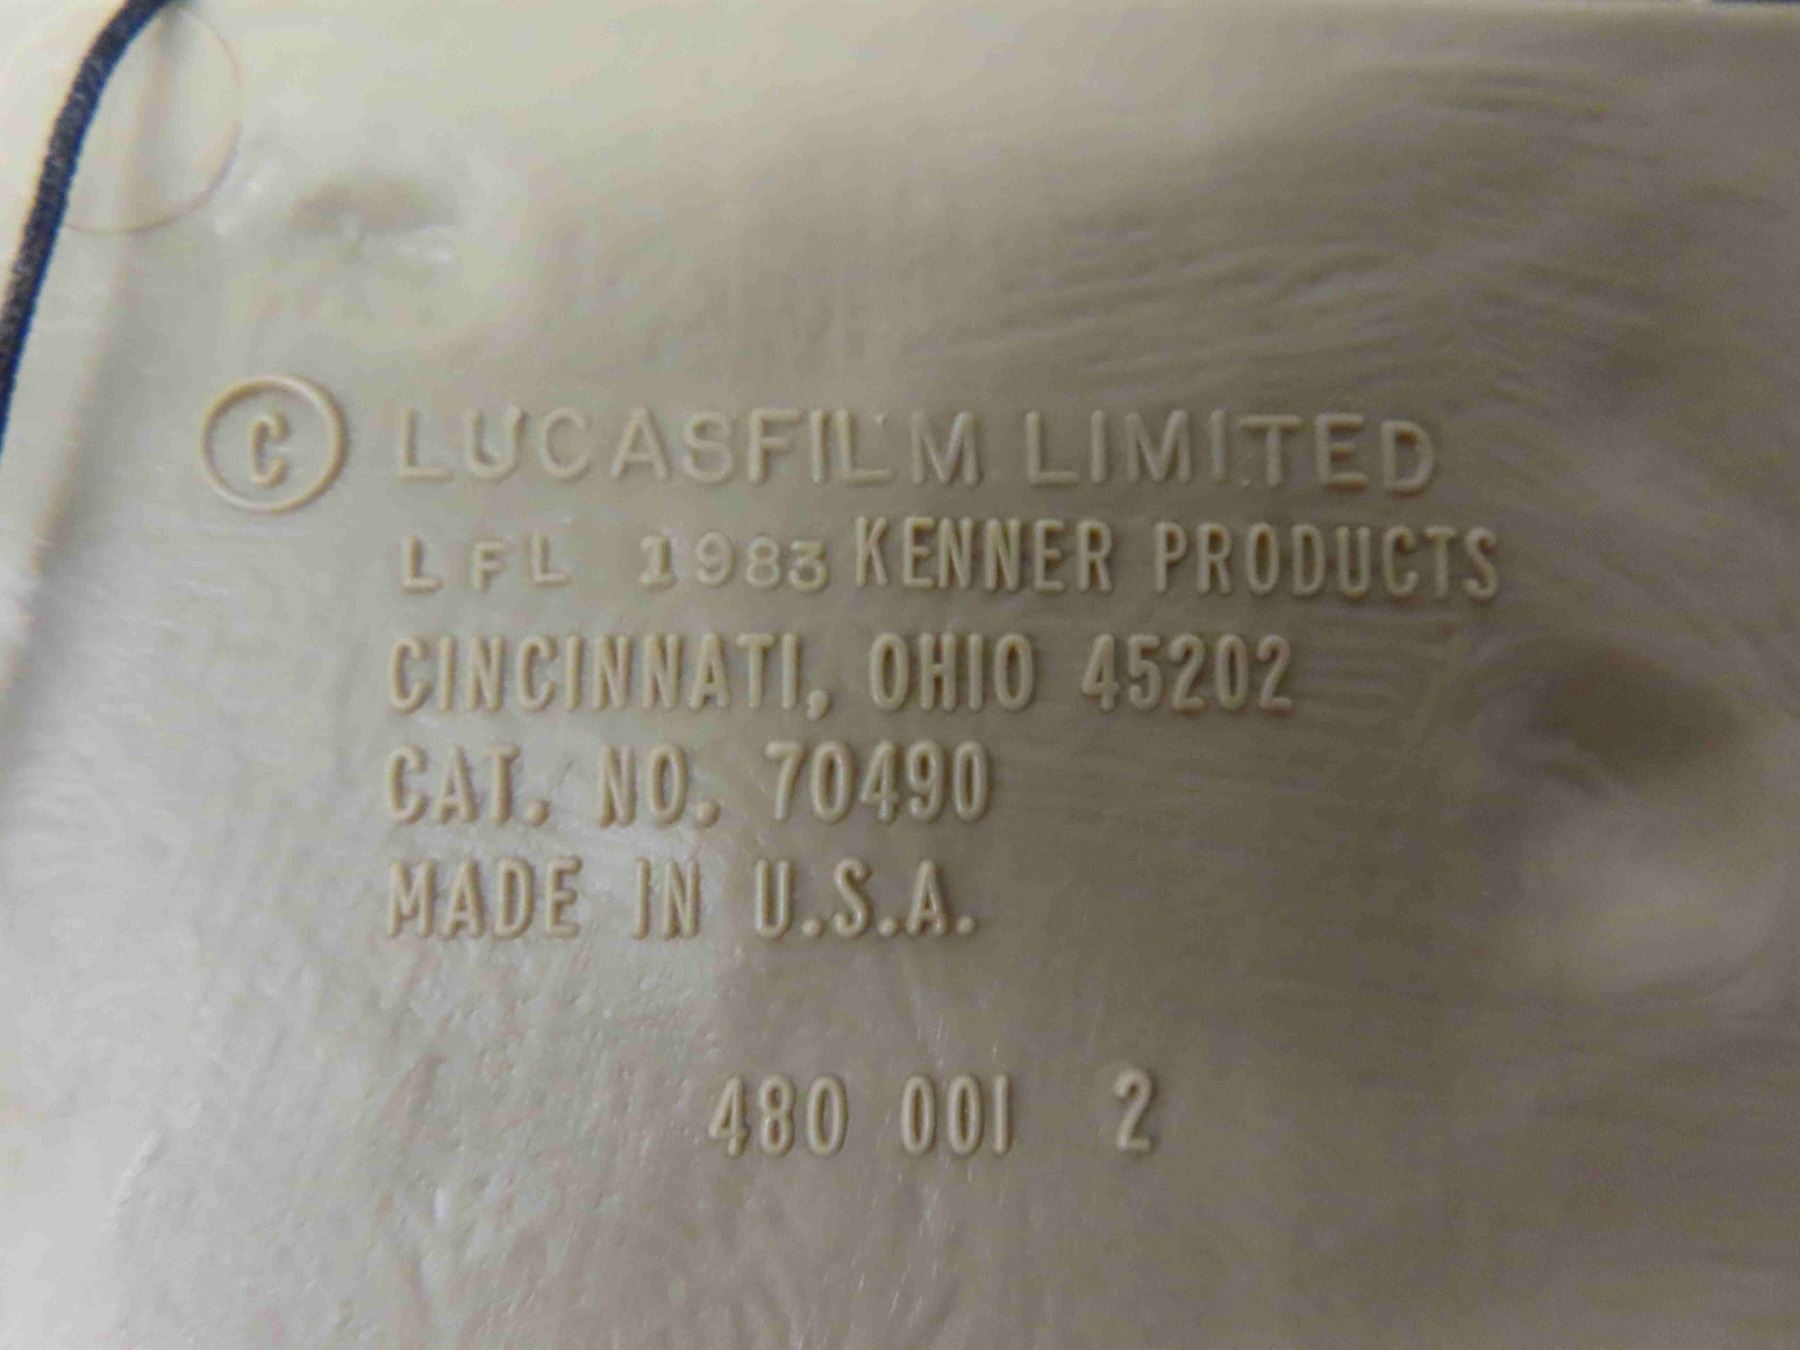 © LUCASFILM LIMITED
LFL 1983 KENNER PRODUCTS
CINCINNATI, OHIO 45202
CAT. NO. 70490
MADE IN U.S.A.
480 001 2